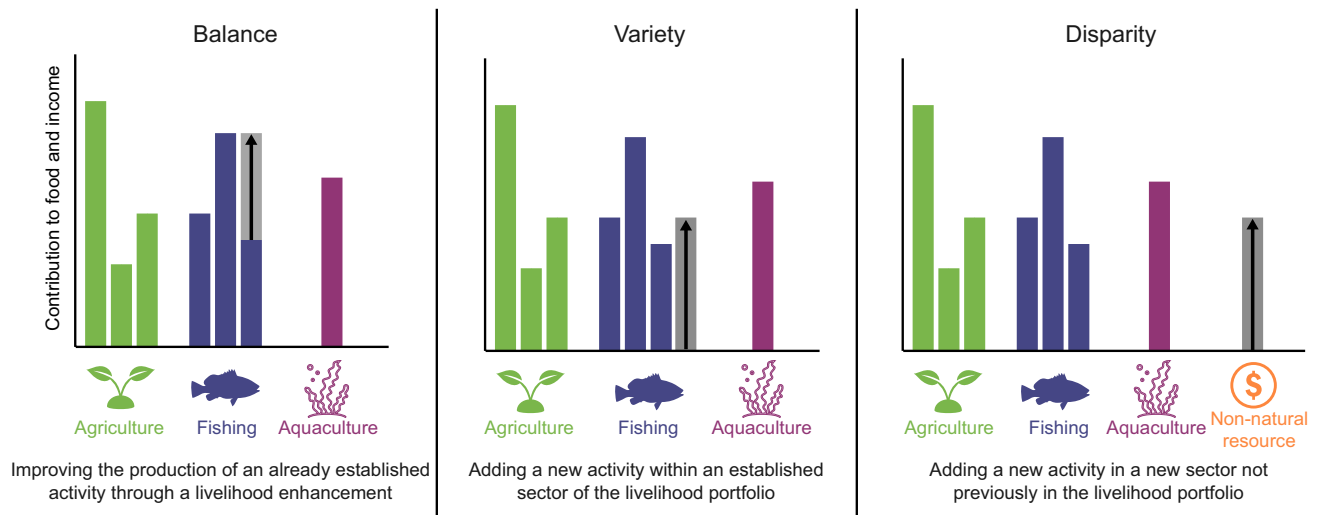 Balance
Contribution to food and income
Agriculture
Fishing
Aquaculture
Improving the production of an already established
activity through a livelihood enhancement
Variety
Agriculture
Fishing
Aquaculture
Adding a new activity within an established
sector of the livelihood portfolio
Disparity
Agriculture
Fishing
Aquaculture
$
Non-natural
resource
Adding a new activity in a new sector not
previously in the livelihood portfolio